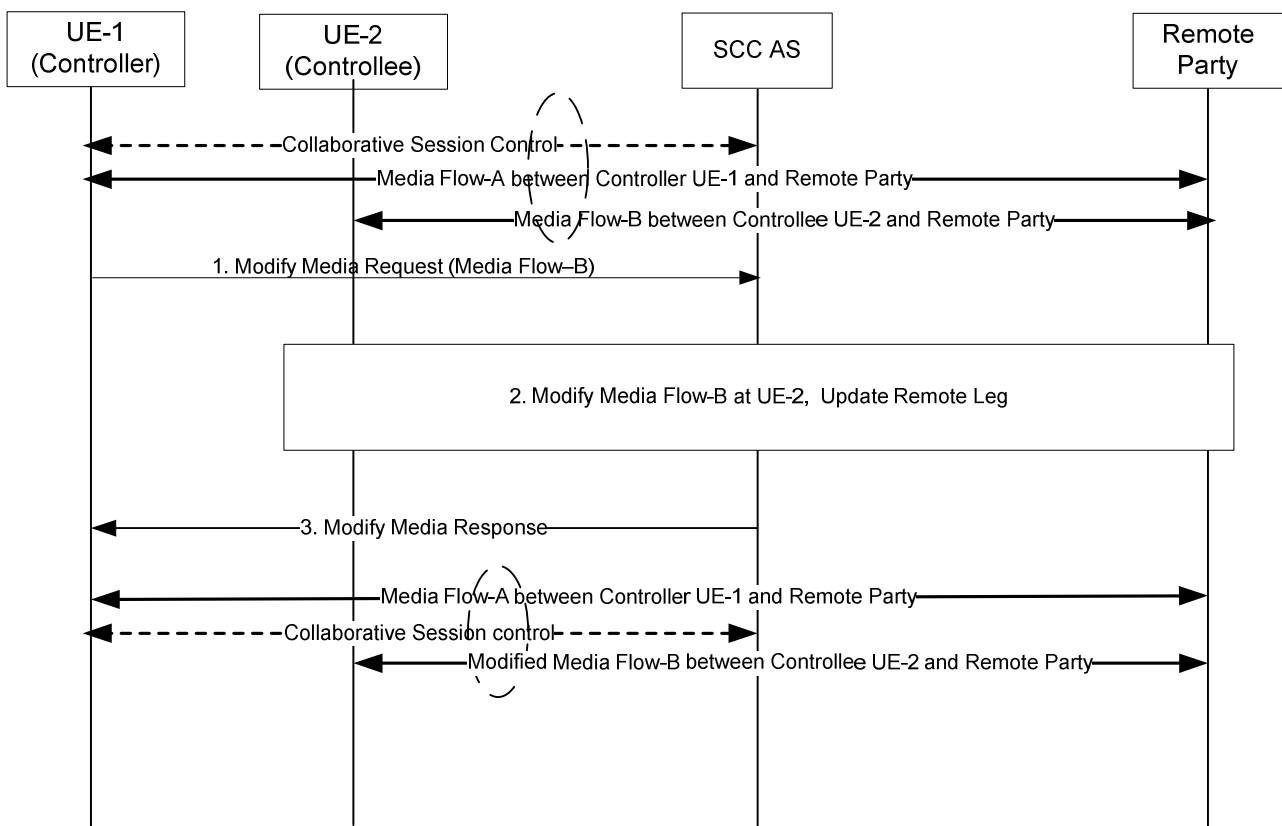 UE-1
(Controller)
UE-2
(Controllee)
SCC AS
Remote
Party
Collaborative Session Control
Media Flow-A between Controller UE-1 and Remote Party
Media Flow-B between Controllee UE-2 and Remote Party
1. Modify Media Request (Media Flow–B)
2. Modify Media Flow-B at UE-2, Update Remote Leg
3. Modify Media Response
Media Flow-A between Controller UE-1 and Remote Party
Collaborative Session control
Modified Media Flow-B between Controllee UE-2 and Remote Party